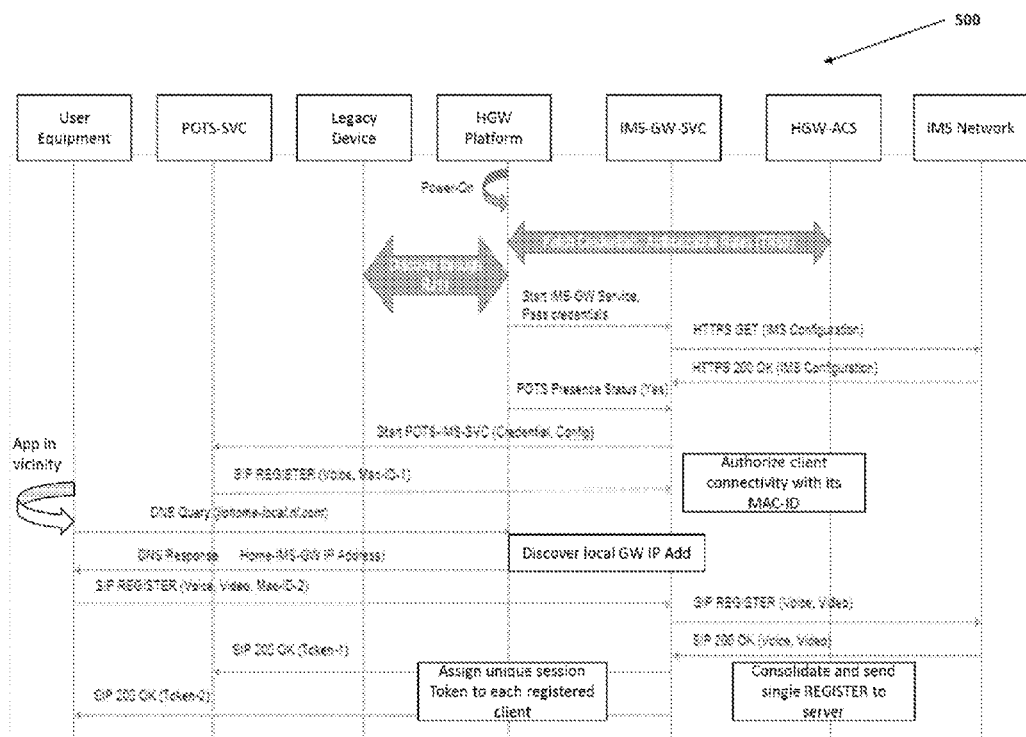 500
User
Equipment
POTS-SVC
Legacy
Device
HGW
Platform
IMS-GW-SVC
HGW-ACS
IMS Network
Power-On
Start IMS-GW Service,
Pass credentials
HTTPS GET (IMS Configuration)
HTTPS 200 OK (IMS Configuration)
POTS Presence Status (Yes)
Start POTS-IMS-SVC (Credential, Config)
App in
vicinity
SIP REGISTER (Voice, Mac-ID-1)
Authorize client
connectivity with its
MAC-ID
DNS Query
DNS Response Home-IMS-GW IP Address)
Discover local GW IP Add
SIP REGISTER (Voice, Video, Mac-ID-2)
SIP REGISTER (Voice, Video)
SIP 200 OK (Voice, Video)
SIP 200 OK (Token-1)
Assign unique session
Token to each registered
client
Consolidate and send
single REGISTER to
server
SIP 200 OK (Token-2)